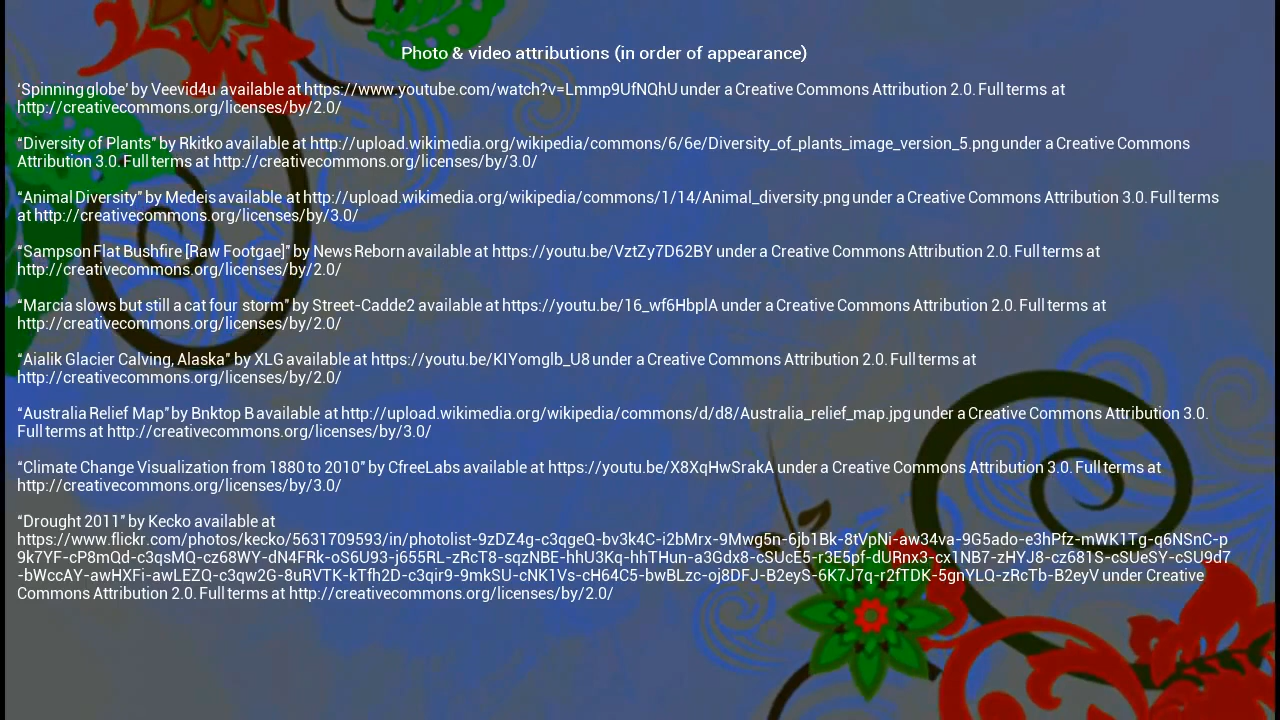 Photo & video attributions (in order of appearance)
‘Spinning globe’ by Veevid4u available at https://www.youtube.com/watch?v=Lmmp9UfNQhU under a Creative Commons Attribution 2.0. Full terms at
http://creativecommons.org/licenses/by/2.0/
“Diversity of Plants” by Rkitko available at http://upload.wikimedia.org/wikipedia/commons/6/6e/Diversity_of_plants_image_version_5.png under a Creative Commons
Attribution 3.0. Full terms at http://creativecommons.org/licenses/by/3.0/
“Animal Diversity” by Medeis available at http://upload.wikimedia.org/wikipedia/commons/1/14/Animal_diversity.png under a Creative Commons Attribution 3.0. Full terms
at http://creativecommons.org/licenses/by/3.0/
“Sampson Flat Bushfire [Raw Footgae]” by News Reborn available at https://youtu.be/VztZy7D62BY under a Creative Commons Attribution 2.0. Full terms at
http://creativecommons.org/licenses/by/2.0/
“Marcia slows but still a cat four storm” by Street-Cadde2 available at https://youtu.be/16_wf6HbplA under a Creative Commons Attribution 2.0. Full terms at
http://creativecommons.org/licenses/by/2.0/
“Aialik Glacier Calving, Alaska” by XLG available at https://youtu.be/KIYomglb_U8 under a Creative Commons Attribution 2.0. Full terms at
http://creativecommons.org/licenses/by/2.0/
“Australia Relief Map” by Bnktop B available at http://upload.wikimedia.org/wikipedia/commons/d/d8/Australia_relief_map.jpg under a Creative Commons Attribution 3.0.
Full terms at http://creativecommons.org/licenses/by/3.0/
“Climate Change Visualization from 1880 to 2010” by CfreeLabs available at https://youtu.be/X8XqHwSrakA under a Creative Commons Attribution 3.0. Full terms at
http://creativecommons.org/licenses/by/3.0/
“Drought 2011” by Kecko available at
https://www.flickr.com/photos/kecko/5631709593/in/photolist-9zDZ4g-c3qgeQ-bv3k4C-i2bMrx-9Mwg5n-6jb1Bk-8tVpNj-aw34va-9G5ado-e3hPfz-mWK1Tg-q6NSnC-p
9k7YF-cP8mQd-c3qsMQ-cz68WY-dN4FRk-oS6U93-j655RL-zRcT8-sqzNBE-hhU3Kq-hhTHun-a3Gdx8-cSUcE5-r3E5pf-dURnx3-cx1NB7-zHYJ8-cz681S-cSUeSY-cSU9d7
-bWccAY-awHXFi-awLEZQ-c3qw2G-8uRVTK-kTfh2D-c3qir9-9mkSU-cNK1Vs-cH64C5-bwBLzc-oj8DFJ-B2eyS-6K7J7q-r2fTDK-5gnYLQ-zRcTb-B2eyV under Creative
Commons Attribution 2.0. Full terms at http://creativecommons.org/licenses/by/2.0/